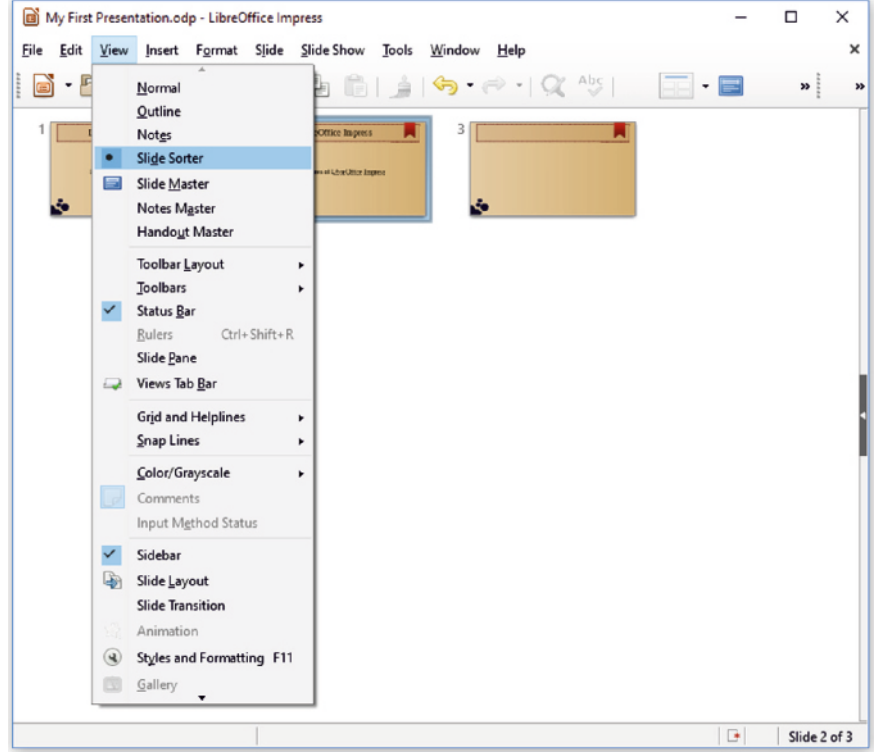 My First Presentation.odp - LibreOffice Impress
File Edit View Insert Format Slide Slide Show Tools Window Help
Abc
Normal
Outline
Notes
Slide Sorter
Slide Master
Notes Master
Handout Master
Toolbar Layout
Toolbars
Status Bar
Rulers Ctrl+Shift+R
Slide Pane
Views Tab Bar
Grid and Helplines
Snap Lines
Color/Grayscale
Comments
Input Method Status
Sidebar
Slide Layout
Slide Transition
Animation
Styles and Formatting F11
Gallery
1
Impress
3
Slide 2 of 3